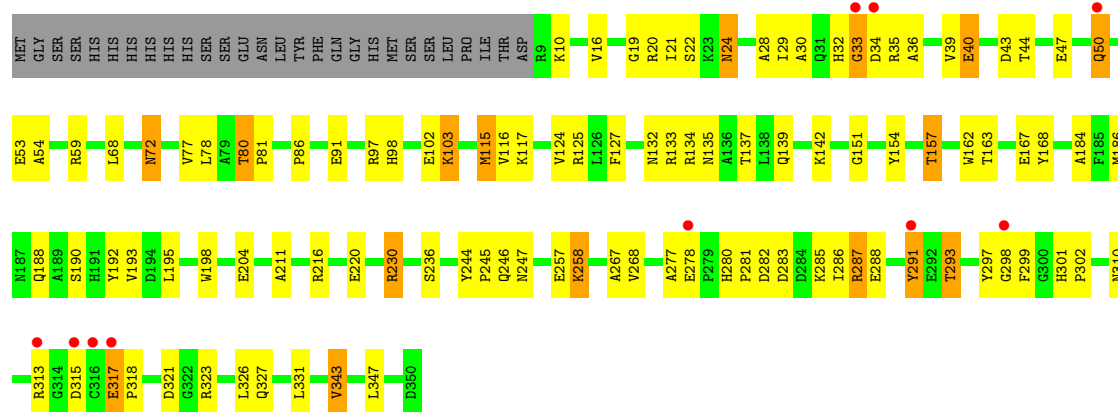 MET GLY SER SER HIS HIS HIS HIS HIS HIS SER SER GLU ASN LEU TYR PHE GLN GLY HIS MET SER SER LEU PRO ILE THR ASP R9 K10 V16 G19 R20 I21 S22 K23 N24 A28 I29 A30 Q31 H32 G33 D34 R35 A36 V39 E40 D43 T44 E47 Q50
E53 A54 R59 L68 N72 V77 L78 A79 T80 P81 P86 E91 R97 H98 E102 K103 M115 V116 K117 V124 R125 L126 F127 N132 R133 R134 N135 A136 T137 L138 Q139 K142 G151 Y154 T157 W162 T163 E167 Y168 A184 F185 M186
N187 Q188 A189 S190 H191 Y192 V193 D194 L195 W198 E204 A211 R216 E220 R230 S236 Y244 P245 Q246 N247 E257 K258 A267 V268 A277 E278 P279 H280 P281 D282 D283 D284 K285 I286 R287 E288 Y291 E292 T293 Y297 G298 F299 G300 H301 P302 N310
R313 G314 D315 C316 E317 P318 D321 G322 R323 L326 Q327 L331 V343 L347 D350